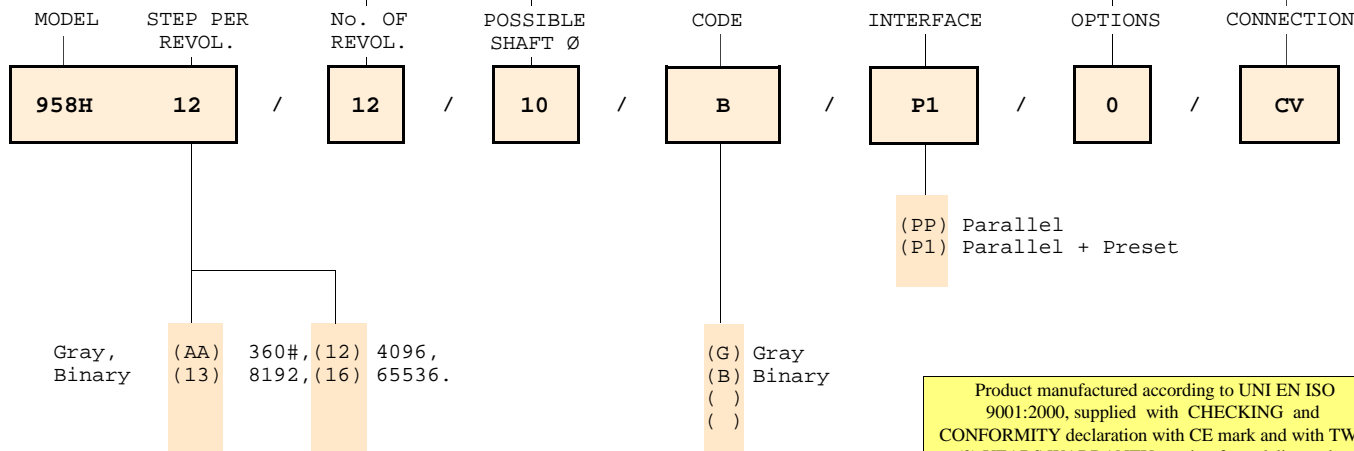 MODEL STEP PER REVOL. No. OF REVOL. POSSIBLE SHAFT Ø CODE INTERFACE OPTIONS CONNECTION
958H 12 / 12 / 10 / B / P1 / 0 / CV
(PP) Parallel
(P1) Parallel + Preset
Gray, (AA) 360#,(12) 4096,
Binary (13) 8192,(16) 65536.
(G) Gray
(B) Binary
( )
( )
Product manufactured according to UNI EN ISO
9001:2000, supplied with CHECKING and
CONFORMITY declaration with CE mark and with